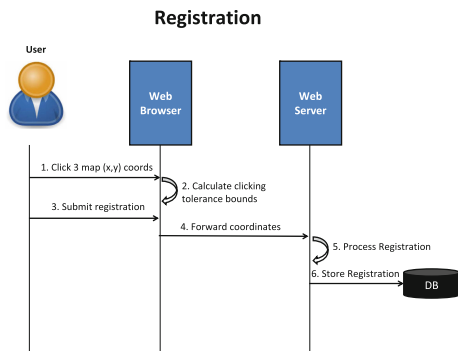 Registration
User
Web
Browser
Web
Server
1. Click 3 map (x,y) coords
2. Calculate clicking
tolerance bounds
3. Submit registration
4. Forward coordinates
5. Process Registration
6. Store Registration
DB